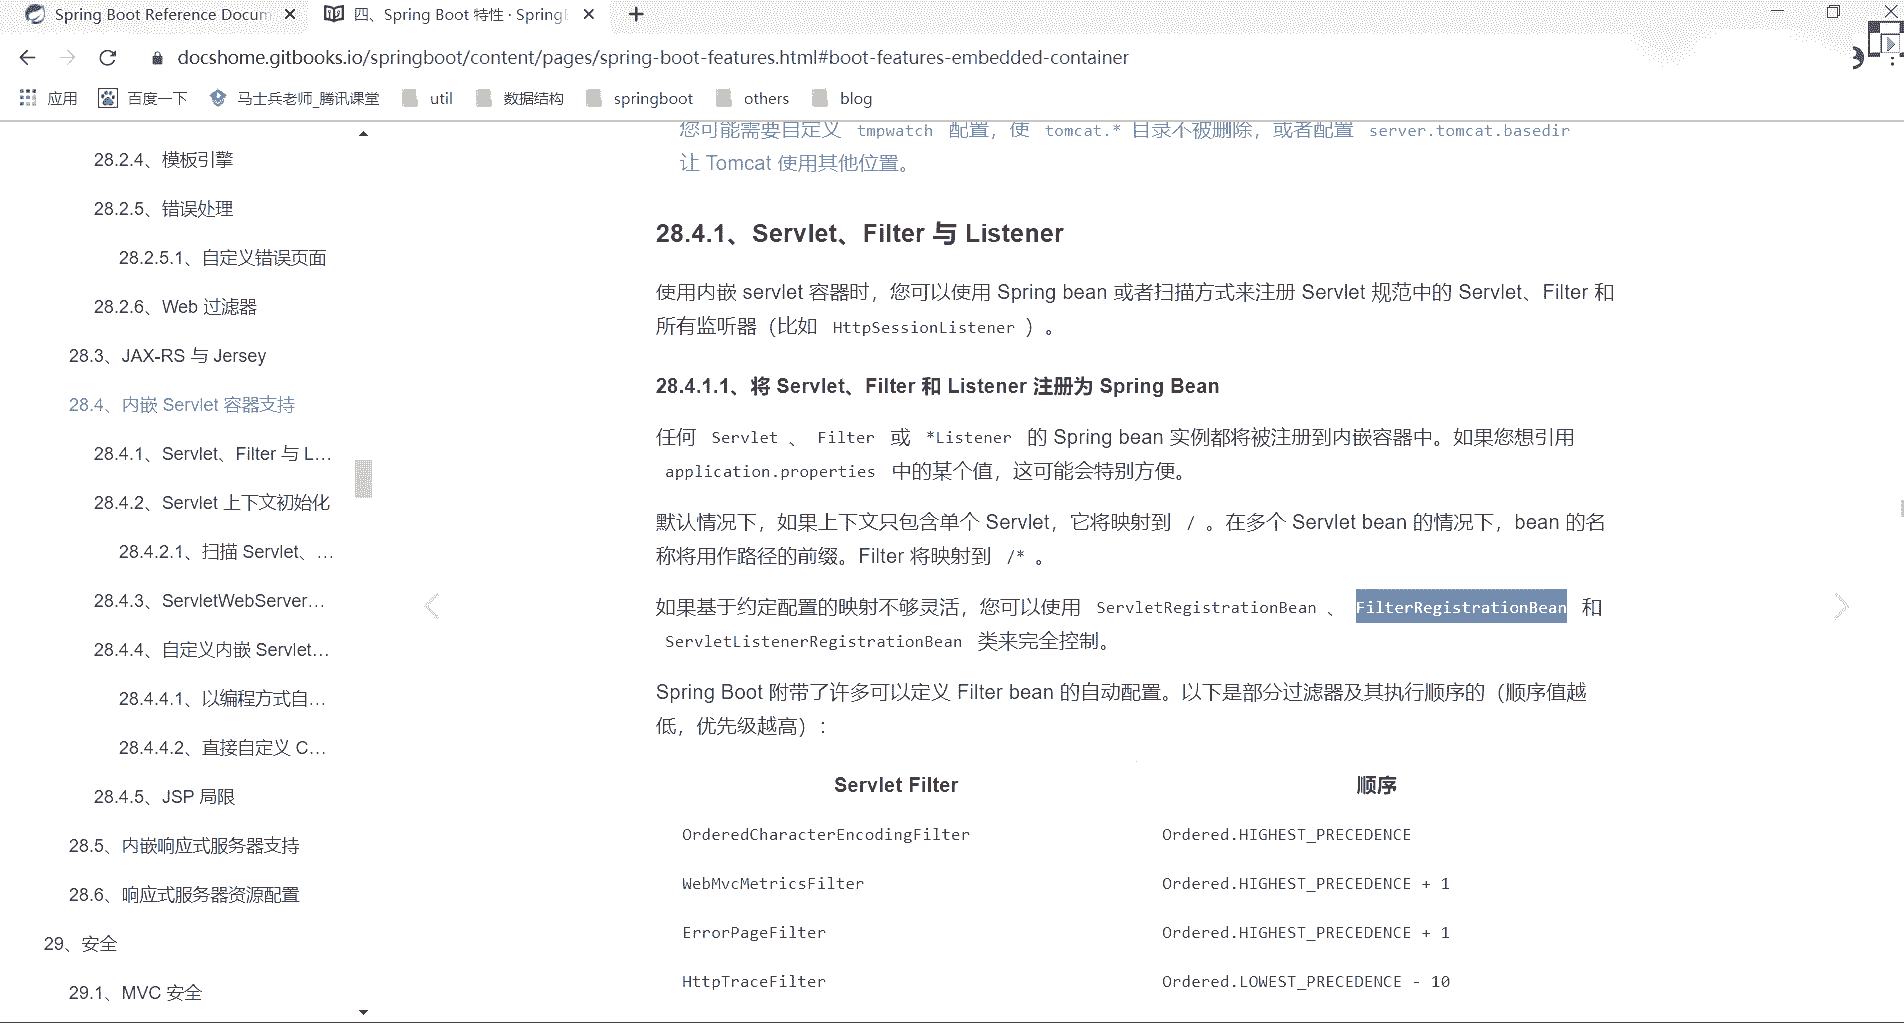 Spring Boot Reference Docum
四、Spring Boot 特性 · Spring
docshome.gitbooks.io/springboot/content/pages/spring-boot-features.html#boot-features-embedded-container
应用
百度一下
马士兵老师_腾讯课堂
util
数据结构
springboot
others
blog
28.2.4、模板引擎
28.2.5、错误处理
28.2.5.1、自定义错误页面
28.2.6、Web 过滤器
28.3、JAX-RS 与 Jersey
28.4、内嵌 Servlet 容器支持
28.4.1、Servlet、Filter 与 L…
28.4.2、Servlet 上下文初始化
28.4.2.1、扫描 Servlet、…
28.4.3、ServletWebServer…
28.4.4、自定义内嵌 Servlet…
28.4.4.1、以编程方式自…
28.4.4.2、直接自定义 C…
28.4.5、JSP 局限
28.5、内嵌响应式服务器支持
28.6、响应式服务器资源配置
29、安全
29.1、MVC 安全
您可能需要自定义 tmpwatch 配置，使 tomcat.* 目录不被删除，或者配置 server.tomcat.basedir
让 Tomcat 使用其他位置。
28.4.1、Servlet、Filter 与 Listener
使用内嵌 servlet 容器时，您可以使用 Spring bean 或者扫描方式来注册 Servlet 规范中的 Servlet、Filter 和
所有监听器（比如 HttpSessionListener ）。
28.4.1.1、将 Servlet、Filter 和 Listener 注册为 Spring Bean
任何 Servlet 、 Filter 或 *Listener 的 Spring bean 实例都将被注册到内嵌容器中。如果您想引用
application.properties 中的某个值，这可能会特别方便。
默认情况下，如果上下文只包含单个 Servlet，它将映射到 / 。在多个 Servlet bean 的情况下，bean 的名
称将用作路径的前缀。Filter 将映射到 /* 。
如果基于约定配置的映射不够灵活，您可以使用 ServletRegistrationBean 、 FilterRegistrationBean 和
ServletListenerRegistrationBean 类来完全控制。
Spring Boot 附带了许多可以定义 Filter bean 的自动配置。以下是部分过滤器及其执行顺序的（顺序值越
低，优先级越高）：
Servlet Filter 顺序
OrderedCharacterEncodingFilter Ordered.HIGHEST_PRECEDENCE
WebMvcMetricsFilter Ordered.HIGHEST_PRECEDENCE + 1
ErrorPageFilter Ordered.HIGHEST_PRECEDENCE + 1
HttpTraceFilter Ordered.LOWEST_PRECEDENCE - 10